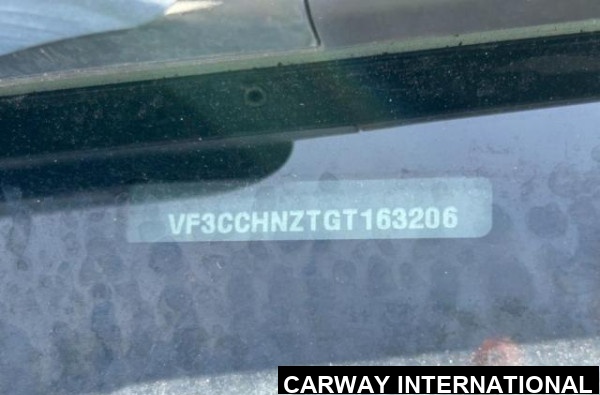 VF3CCHNZTGT163206
CARWAY INTERNATIONAL